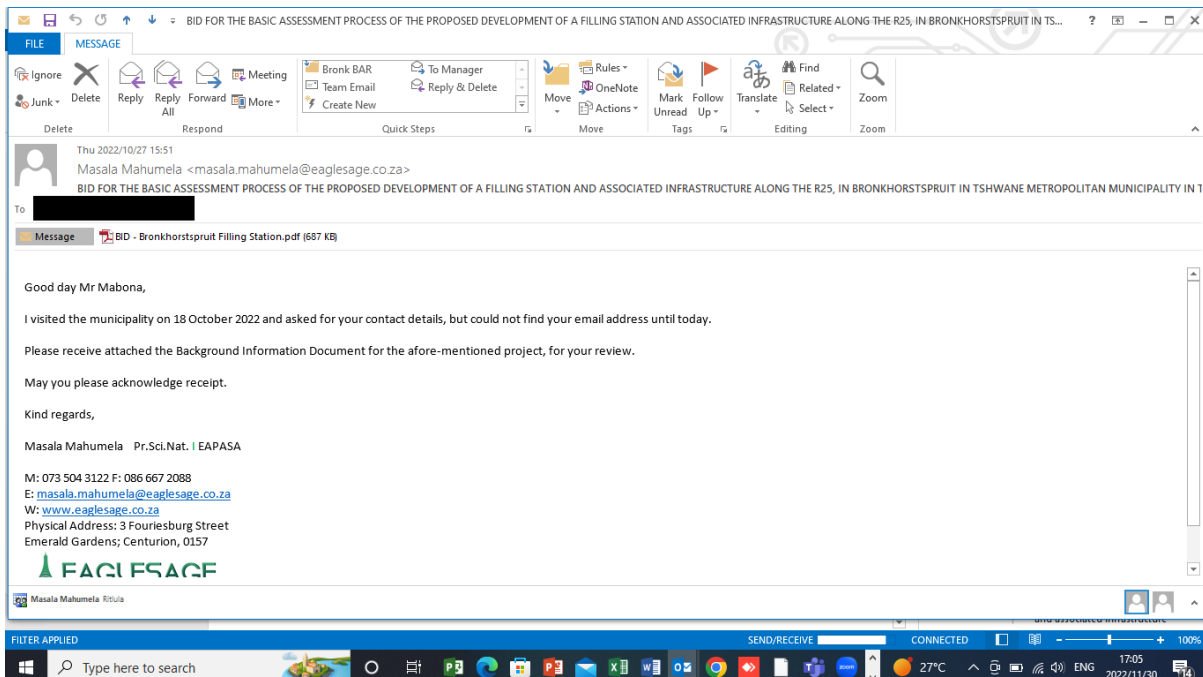 BID FOR THE BASIC ASSESSMENT PROCESS OF THE PROPOSED DEVELOPMENT OF A FILLING STATION AND ASSOCIATED INFRASTRUCTURE ALONG THE R25, IN BRONKHORSTSPRUIT IN TS...
FILE MESSAGE
Ignore
Junk
Delete
Reply
Reply All
Forward
Meeting
More
Bronk BAR
Team Email
Create New
To Manager
Reply & Delete
Move
Rules
OneNote
Actions
Mark Unread
Follow Up
Translate
Find
Related
Select
Zoom
Delete Respond Quick Steps Move Tags Editing Zoom
Thu 2022/10/27 15:51
Masala Mahumela <masala.mahumela@eaglesage.co.za>
BID FOR THE BASIC ASSESSMENT PROCESS OF THE PROPOSED DEVELOPMENT OF A FILLING STATION AND ASSOCIATED INFRASTRUCTURE ALONG THE R25, IN BRONKHORSTSPRUIT IN TSHWANE METROPOLITAN MUNICIPALITY IN T
To
Message BID - Bronkhorstspruit Filling Station.pdf (687 KB)
Good day Mr Mabona,
I visited the municipality on 18 October 2022 and asked for your contact details, but could not find your email address until today.
Please receive attached the Background Information Document for the afore-mentioned project, for your review.
May you please acknowledge receipt.
Kind regards,
Masala Mahumela Pr.Sci.Nat. I EAPASA
M: 073 504 3122 F: 086 667 2088
E: masala.mahumela@eaglesage.co.za
W: www.eaglesage.co.za
Physical Address: 3 Fouriesburg Street
Emerald Gardens; Centurion, 0157
EAGLESAGE
Masala Mahumela Ritlula
and associated infrastructure
FILTER APPLIED SEND/RECEIVE CONNECTED 100%
Type here to search 27°C ENG 17:05
2022/11/30